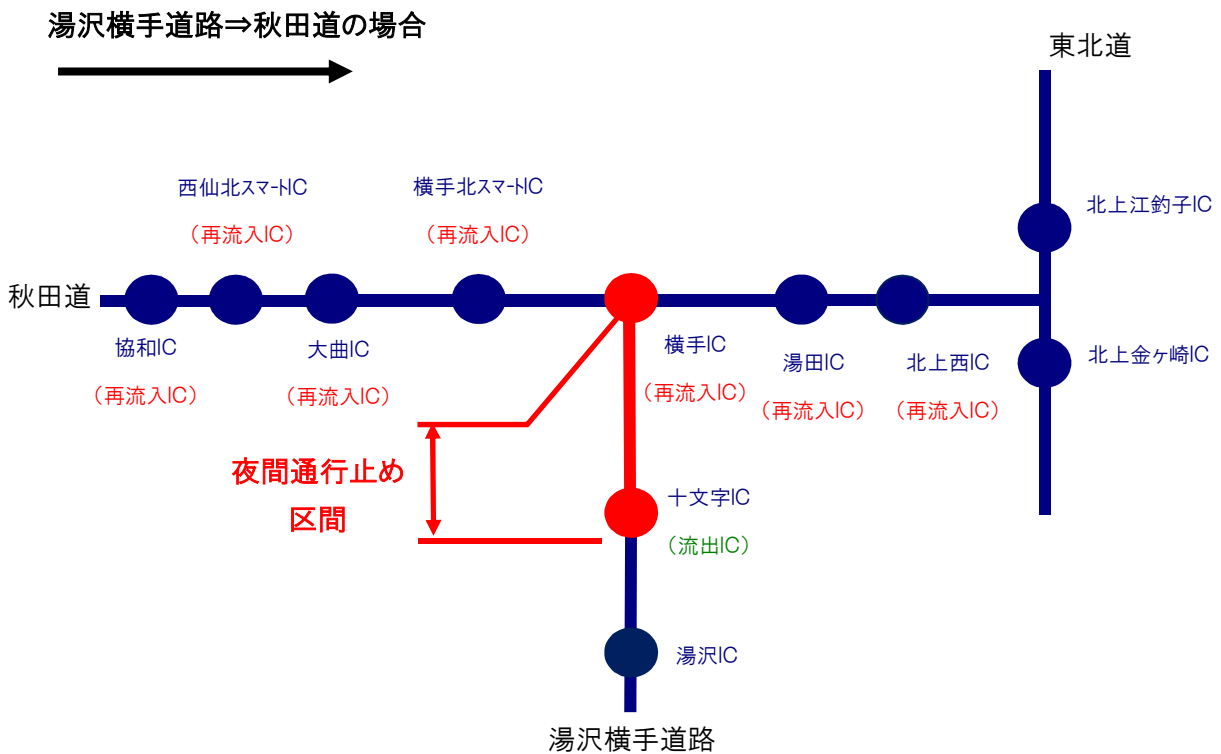 湯沢横手道路⇒秋田道の場合
東北道
西仙北スマートIC
（再流入IC）
横手北スマートIC
（再流入IC）
北上江釣子IC
秋田道
協和IC
（再流入IC）
大曲IC
（再流入IC）
横手IC
（再流入IC）
湯田IC
（再流入IC）
北上西IC
（再流入IC）
北上金ヶ崎IC
夜間通行止め
区間
十文字IC
（流出IC）
湯沢IC
湯沢横手道路